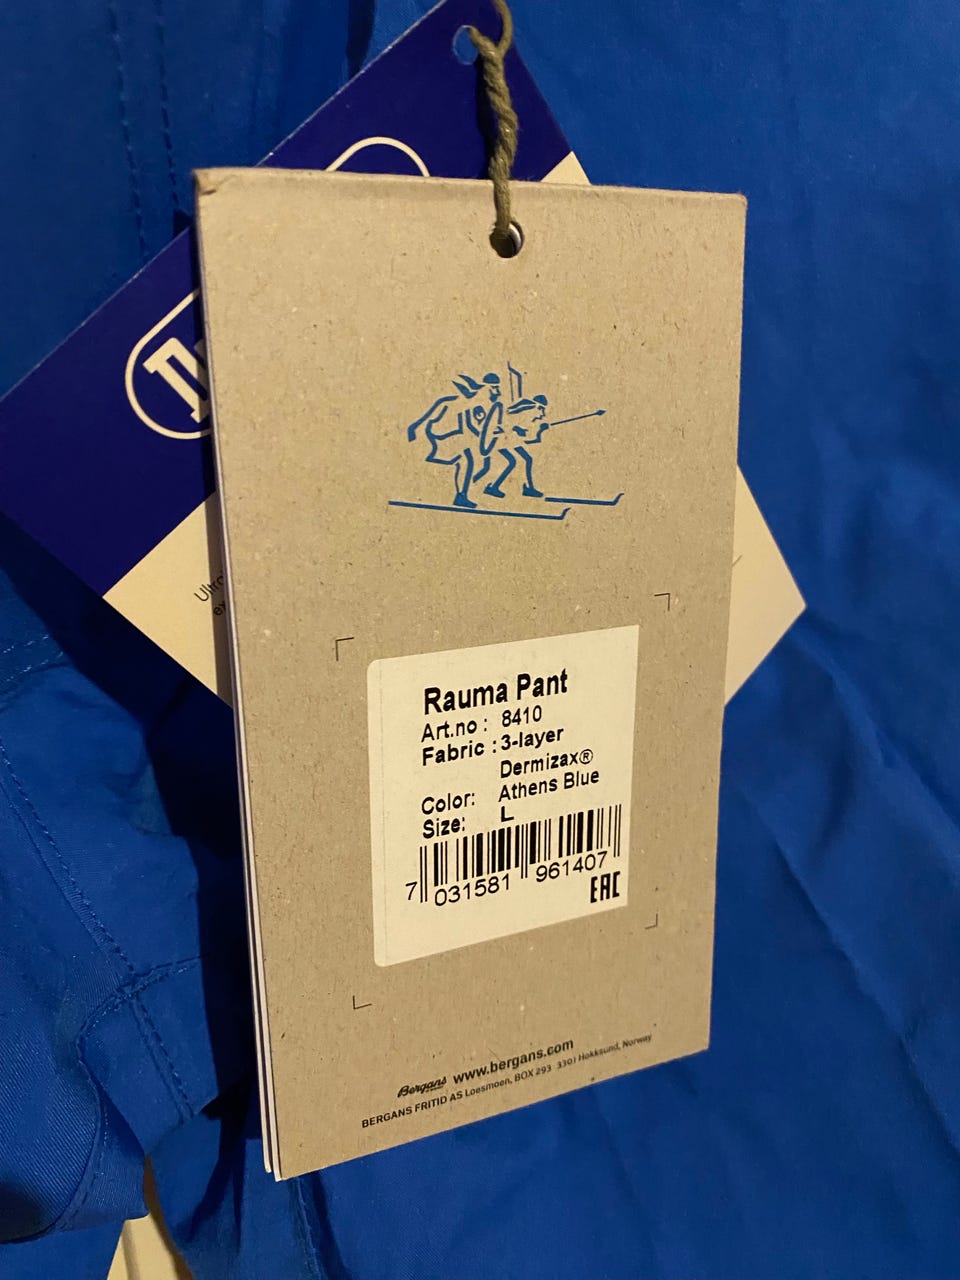 Rauma Pant
Art.no : 8410
Fabric : 3-layer
Dermizax®
Color: Athens Blue
Size: L
7 031581 961407
EAC
Bergans www.bergans.com
BERGANS FRITID AS Loesmoen, BOX 293 3301 Hokksund, Norway